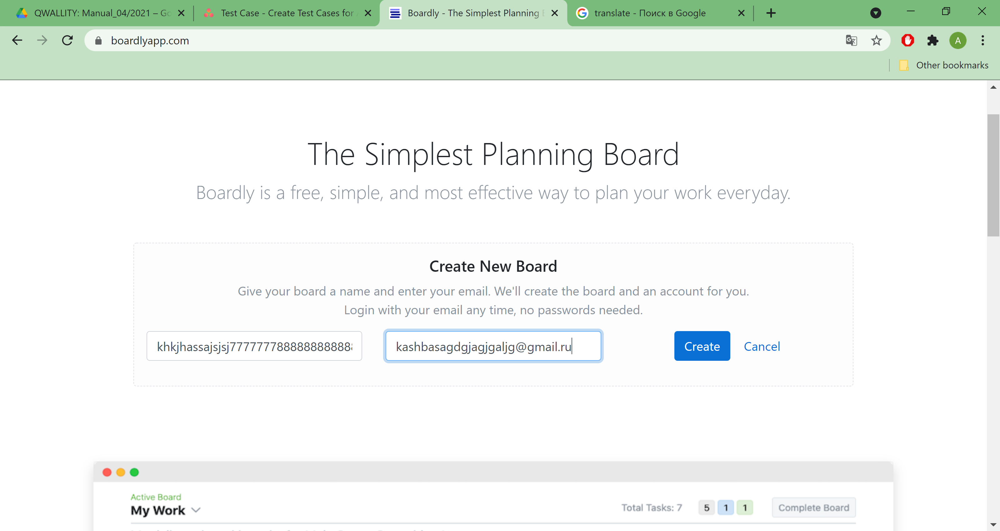 QWALLITY: Manual_04/2021 – Go
Test Case - Create Test Cases for
Boardly - The Simplest Planning
translate - Поиск в Google
boardlyapp.com
A
Other bookmarks
The Simplest Planning Board
Boardly is a free, simple, and most effective way to plan your work everyday.
Create New Board
Give your board a name and enter your email. We'll create the board and an account for you.
Login with your email any time, no passwords needed.
kashbasagdgjagjgaljg@gmail.ru
Create
Cancel
Active Board
My Work
Total Tasks: 7
5
1
1
Complete Board